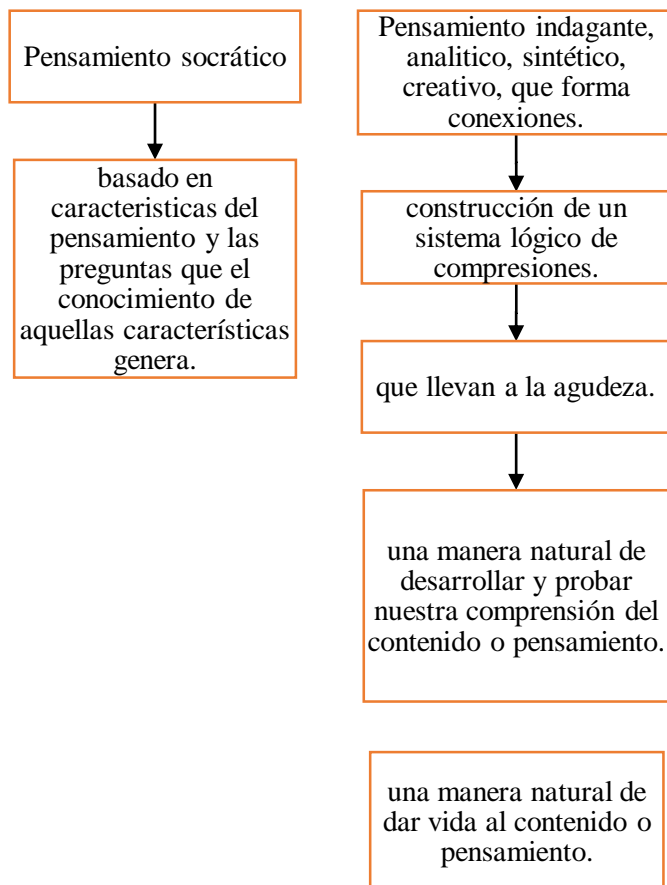 Pensamiento socrático
basado en
caracteristicas del
pensamiento y las
preguntas que el
conocimiento de
aquellas característícas
genera.
Pensamiento indagante,
analitico, sintético,
creativo, que forma
conexiones.
construcción de un
sistema lógico de
compresiones.
que llevan a la agudeza.
una manera natural de
desarrollar y probar
nuestra comprensión del
contenido o pensamiento.
una manera natural de
dar vida al contenido o
pensamiento.